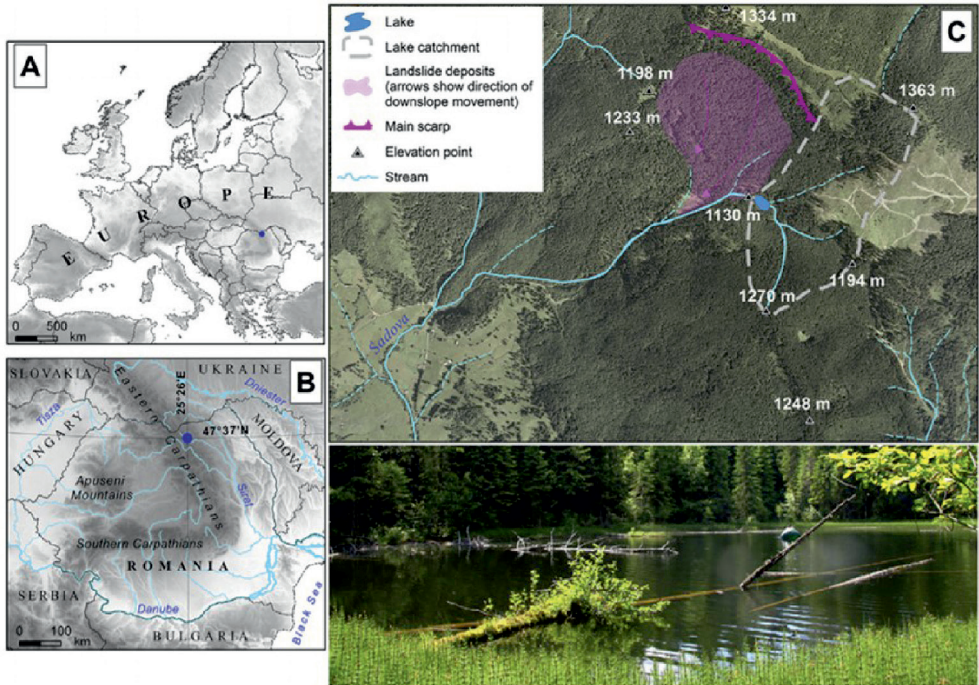 A
EUROPE
0 500 km
B
SLOVAKIA
UKRAINE
Eastern Carpathians
25°26'E
Dniester
Tisza
47°37'N
HUNGARY
MOLDOVA
Apuseni
Mountains
Siret
Southern Carpathians
ROMANIA
SERBIA
Danube
Black Sea
0 100 km
BULGARIA
C
Lake
Lake catchment
Landslide deposits
(arrows show direction of
downslope movement)
Main scarp
Elevation point
Stream
1334 m
1198 m
1363 m
1233 m
1130 m
1194 m
1270 m
Sadova
1248 m